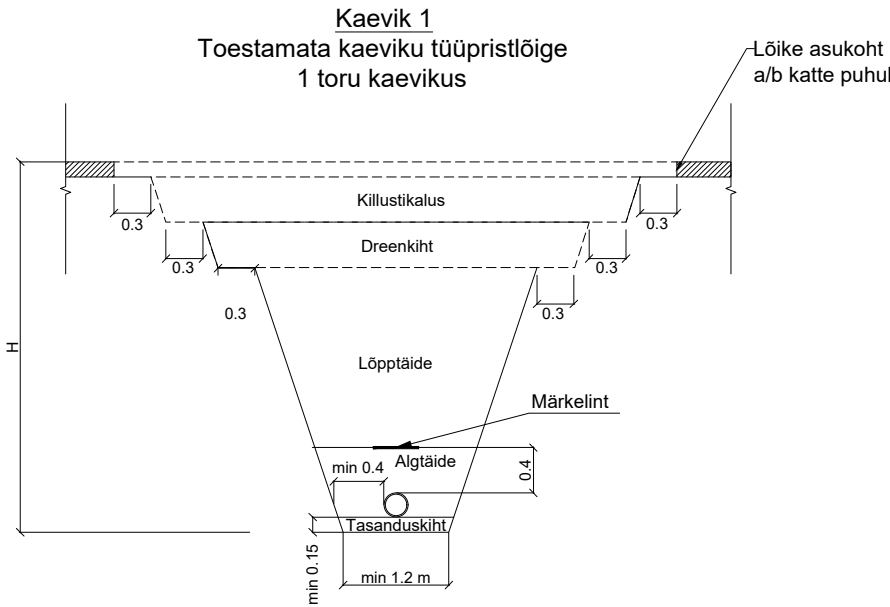 Kaevik 1
Toestamata kaeviku tüüpristlõige
1 toru kaevikus
Lõike asukoht
a/b katte puhul
Killustikalus
0.3
0.3
Dreenkiht
0.3
0.3
0.3
0.3
H
Lõpptäide
Märkelint
Algtäide
min 0.4
0.4
Tasanduskiht
min 0.15
min 1.2 m